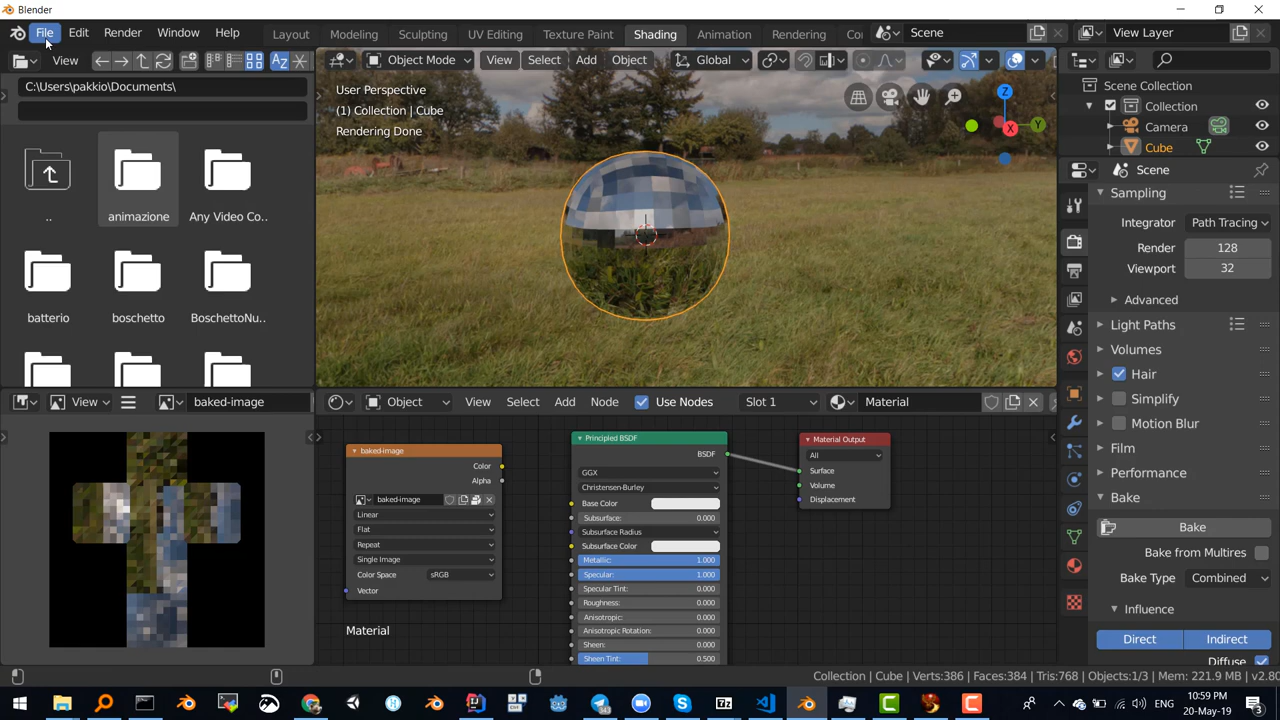 Blender
File Edit Render Window Help
Layout Modeling Sculpting UV Editing Texture Paint Shading Animation Rendering Co
Scene
View Layer
View
C:\Users\pakkio\Documents\
..
animazione
Any Video Co...
batterio
boschetto
BoschettoNu...
Object Mode View Select Add Object Global
User Perspective
(1) Collection | Cube
Rendering Done
Z
Y
X
Scene Collection
Collection
Camera
Cube
Scene
Sampling
Integrator Path Tracing
Render 128
Viewport 32
Advanced
Light Paths
Volumes
Hair
Simplify
Motion Blur
Film
Performance
Bake
Bake
Bake from Multires
Bake Type Combined
Influence
Direct Indirect
Diffuse
View baked-image
Object View Select Add Node Use Nodes Slot 1 Material
baked-image
Color
Alpha
baked-image
Linear
Flat
Repeat
Single Image
Color Space sRGB
Vector
Material
Principled BSDF
BSDF
GGX
Christensen-Burley
Base Color
Subsurface: 0.000
Subsurface Radius
Subsurface Color
Metallic: 1.000
Specular: 1.000
Specular Tint: 0.000
Roughness: 0.000
Anisotropic: 0.000
Anisotropic Rotation: 0.000
Sheen: 0.000
Sheen Tint: 0.500
Material Output
All
Surface
Volume
Displacement
Collection | Cube | Verts:386 | Faces:384 | Tris:768 | Objects:1/3 | Mem: 221.9 MB | v2.80
ENG
10:59 PM
20-May-19
3